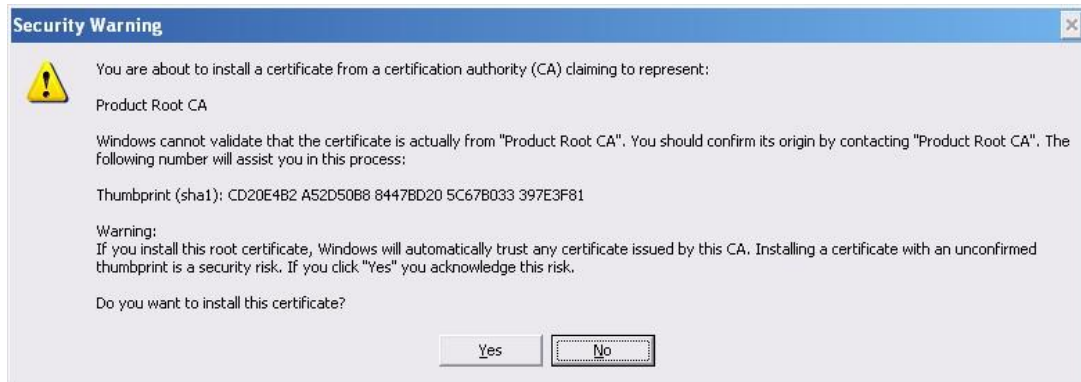 Security Warning
You are about to install a certificate from a certification authority (CA) claiming to represent:
Product Root CA
Windows cannot validate that the certificate is actually from "Product Root CA". You should confirm its origin by contacting "Product Root CA". The
following number will assist you in this process:
Thumbprint (sha1): CD20E4B2 A52D50B8 8447BD20 5C67B033 397E3F81
Warning:
If you install this root certificate, Windows will automatically trust any certificate issued by this CA. Installing a certificate with an unconfirmed
thumbprint is a security risk. If you click "Yes" you acknowledge this risk.
Do you want to install this certificate?
Yes No